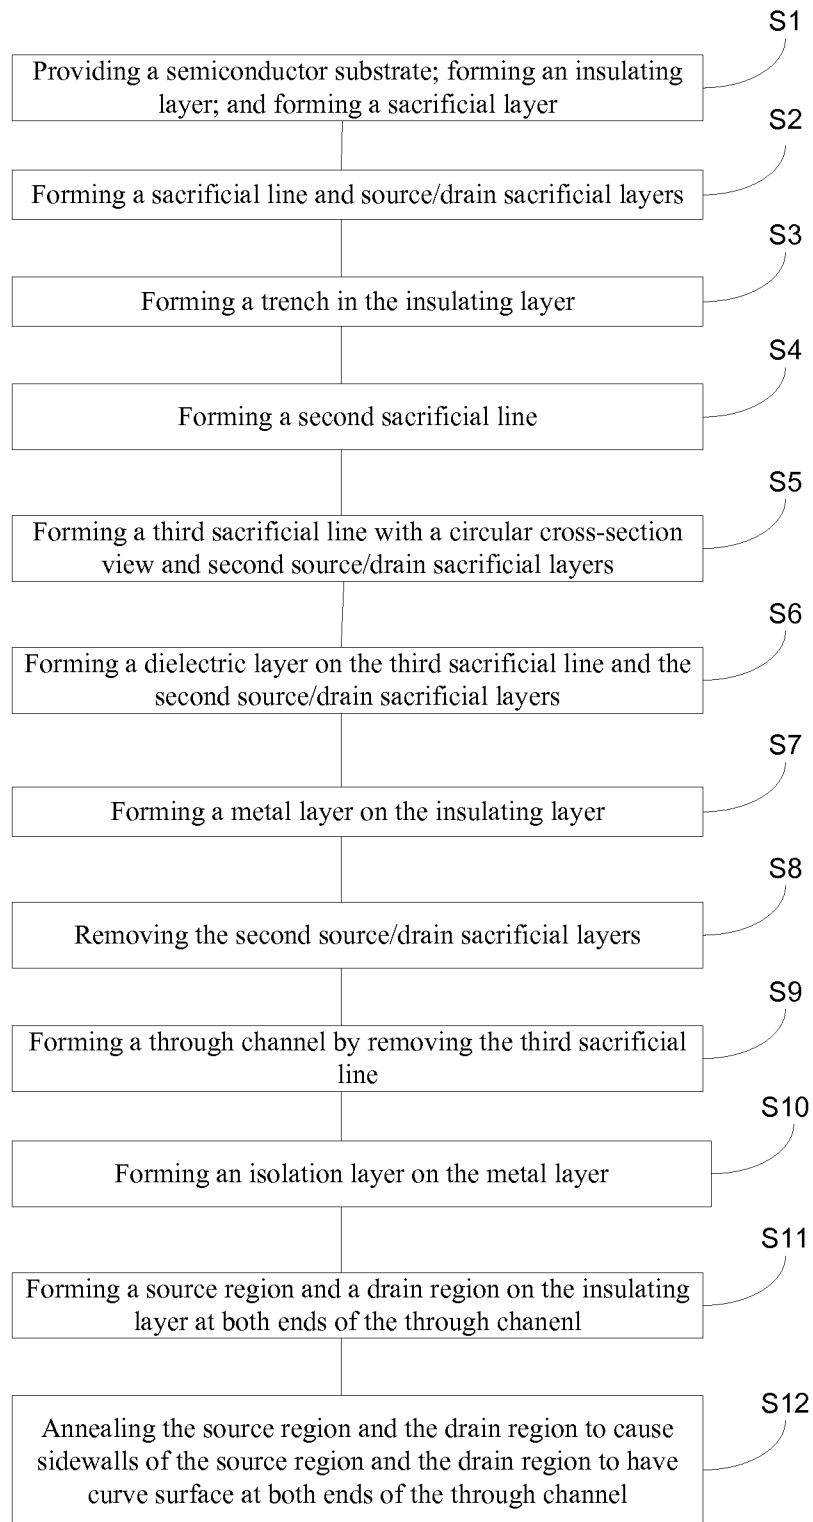 S1
Providing a semiconductor substrate; forming an insulating
layer; and forming a sacrificial layer
S2
Forming a sacrificial line and source/drain sacrificial layers
S3
Forming a trench in the insulating layer
S4
Forming a second sacrificial line
S5
Forming a third sacrificial line with a circular cross-section
view and second source/drain sacrificial layers
S6
Forming a dielectric layer on the third sacrificial line and the
second source/drain sacrificial layers
S7
Forming a metal layer on the insulating layer
S8
Removing the second source/drain sacrificial layers
S9
Forming a through channel by removing the third sacrificial
line
S10
Forming an isolation layer on the metal layer
S11
Forming a source region and a drain region on the insulating
layer at both ends of the through chanenl
S12
Annealing the source region and the drain region to cause
sidewalls of the source region and the drain region to have
curve surface at both ends of the through channel